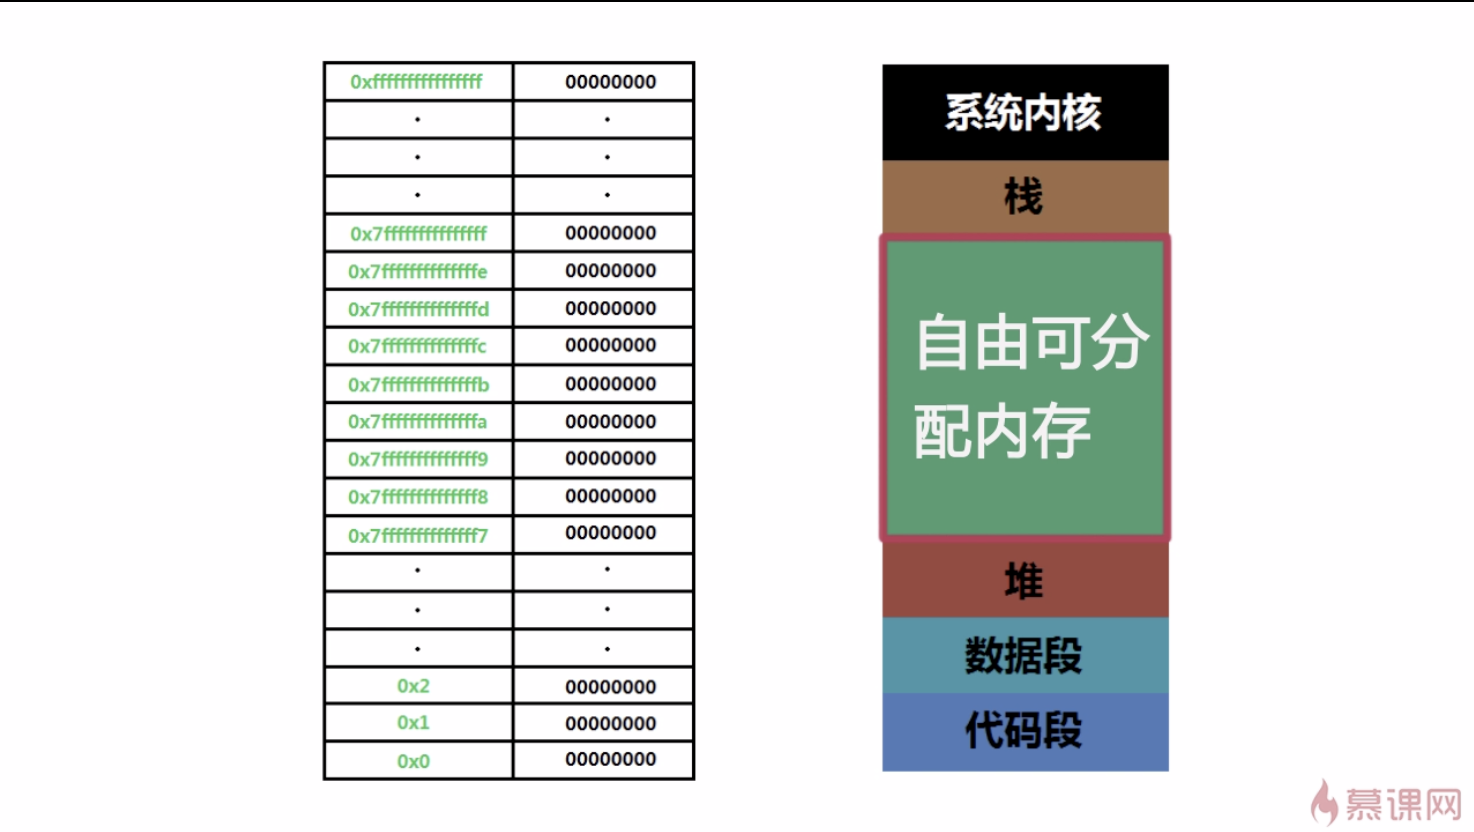 0xffffffffffffffff 00000000
. .
. .
. .
0x7fffffffffffffff 00000000
0x7ffffffffffffffe 00000000
0x7ffffffffffffffd 00000000
0x7ffffffffffffffc 00000000
0x7ffffffffffffffb 00000000
0x7ffffffffffffffa 00000000
0x7ffffffffffffff9 00000000
0x7ffffffffffffff8 00000000
0x7ffffffffffffff7 00000000
. .
. .
. .
0x2 00000000
0x1 00000000
0x0 00000000
系统内核
栈
自由可分
配内存
堆
数据段
代码段
慕课网